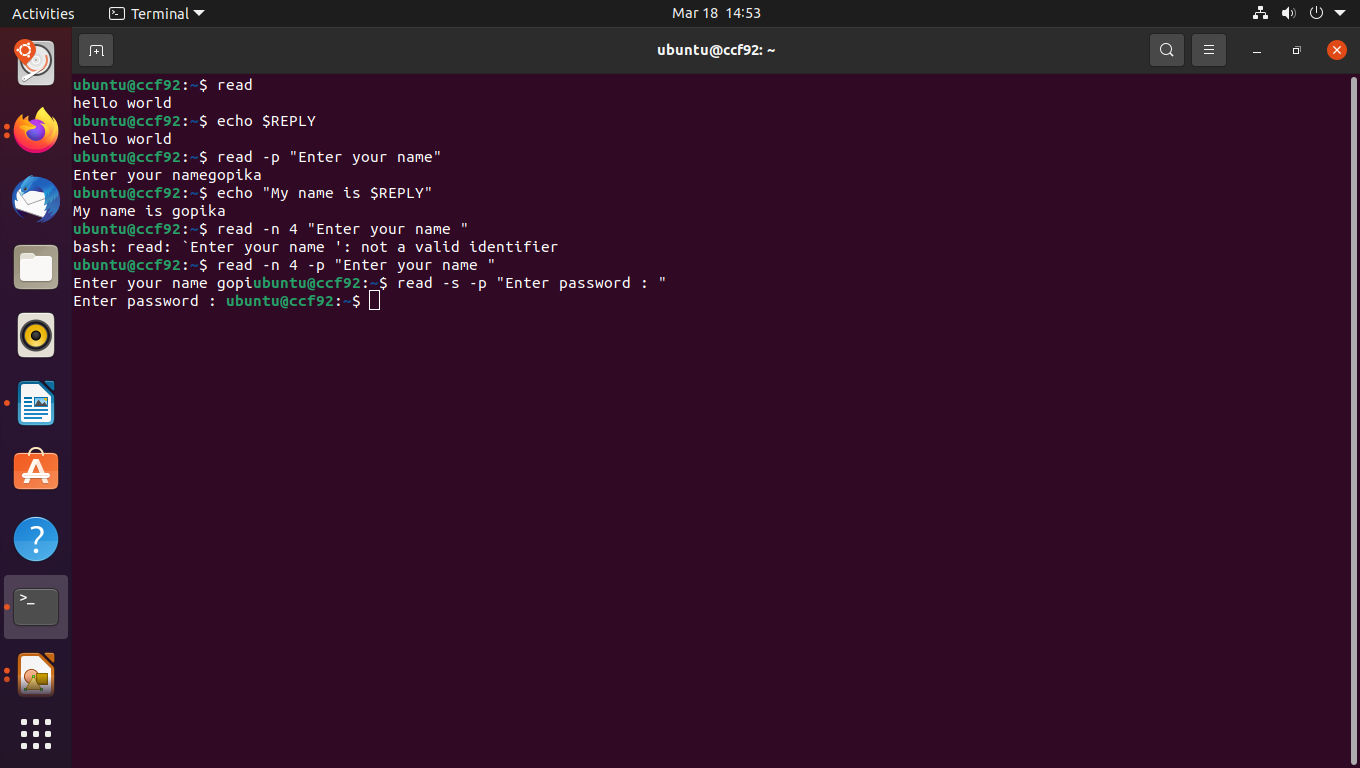 Activities
Terminal
Mar 18 14:53
ubuntu@ccf92: ~
ubuntu@ccf92:~$ read
hello world
ubuntu@ccf92:~$ echo $REPLY
hello world
ubuntu@ccf92:~$ read -p "Enter your name"
Enter your namegopika
ubuntu@ccf92:~$ echo "My name is $REPLY"
My name is gopika
ubuntu@ccf92:~$ read -n 4 "Enter your name "
bash: read: `Enter your name ': not a valid identifier
ubuntu@ccf92:~$ read -n 4 -p "Enter your name "
Enter your name gopiubuntu@ccf92:~$ read -s -p "Enter password : "
Enter password : ubuntu@ccf92:~$